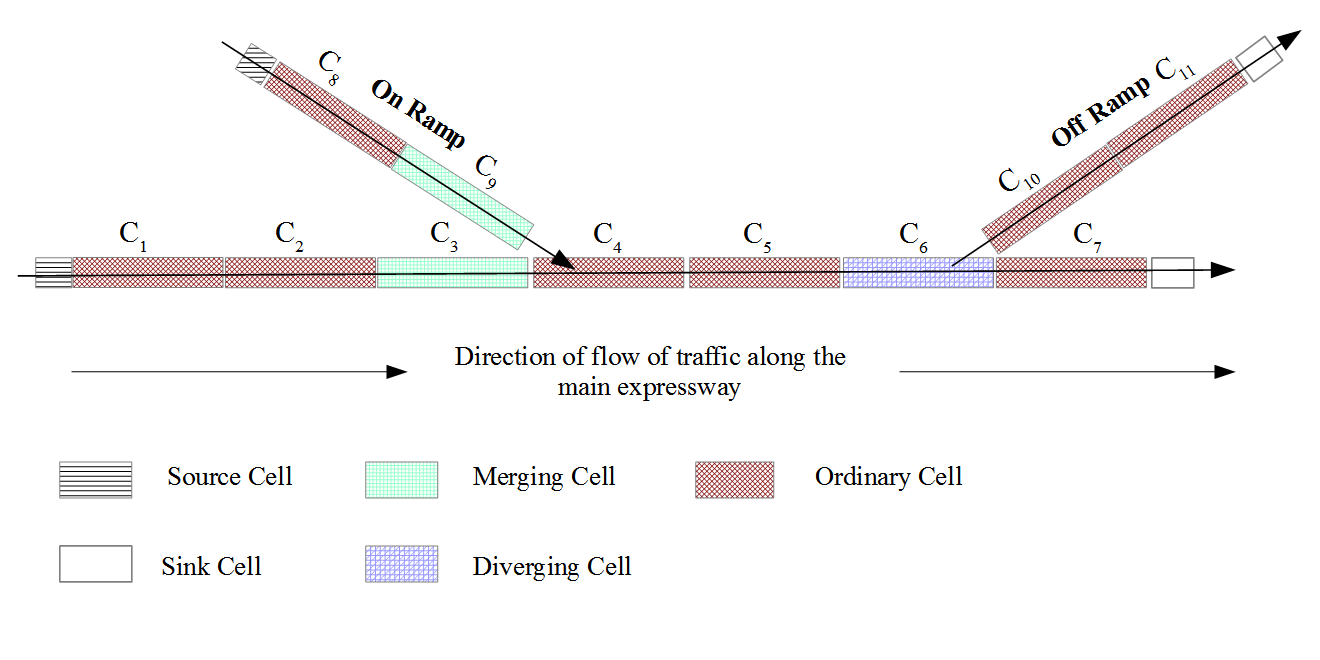 C8
On Ramp
C9
Off Ramp
C11
C10
C1
C2
C3
C4
C5
C6
C7
Direction of flow of traffic along the
main expressway
Source Cell
Merging Cell
Ordinary Cell
Sink Cell
Diverging Cell